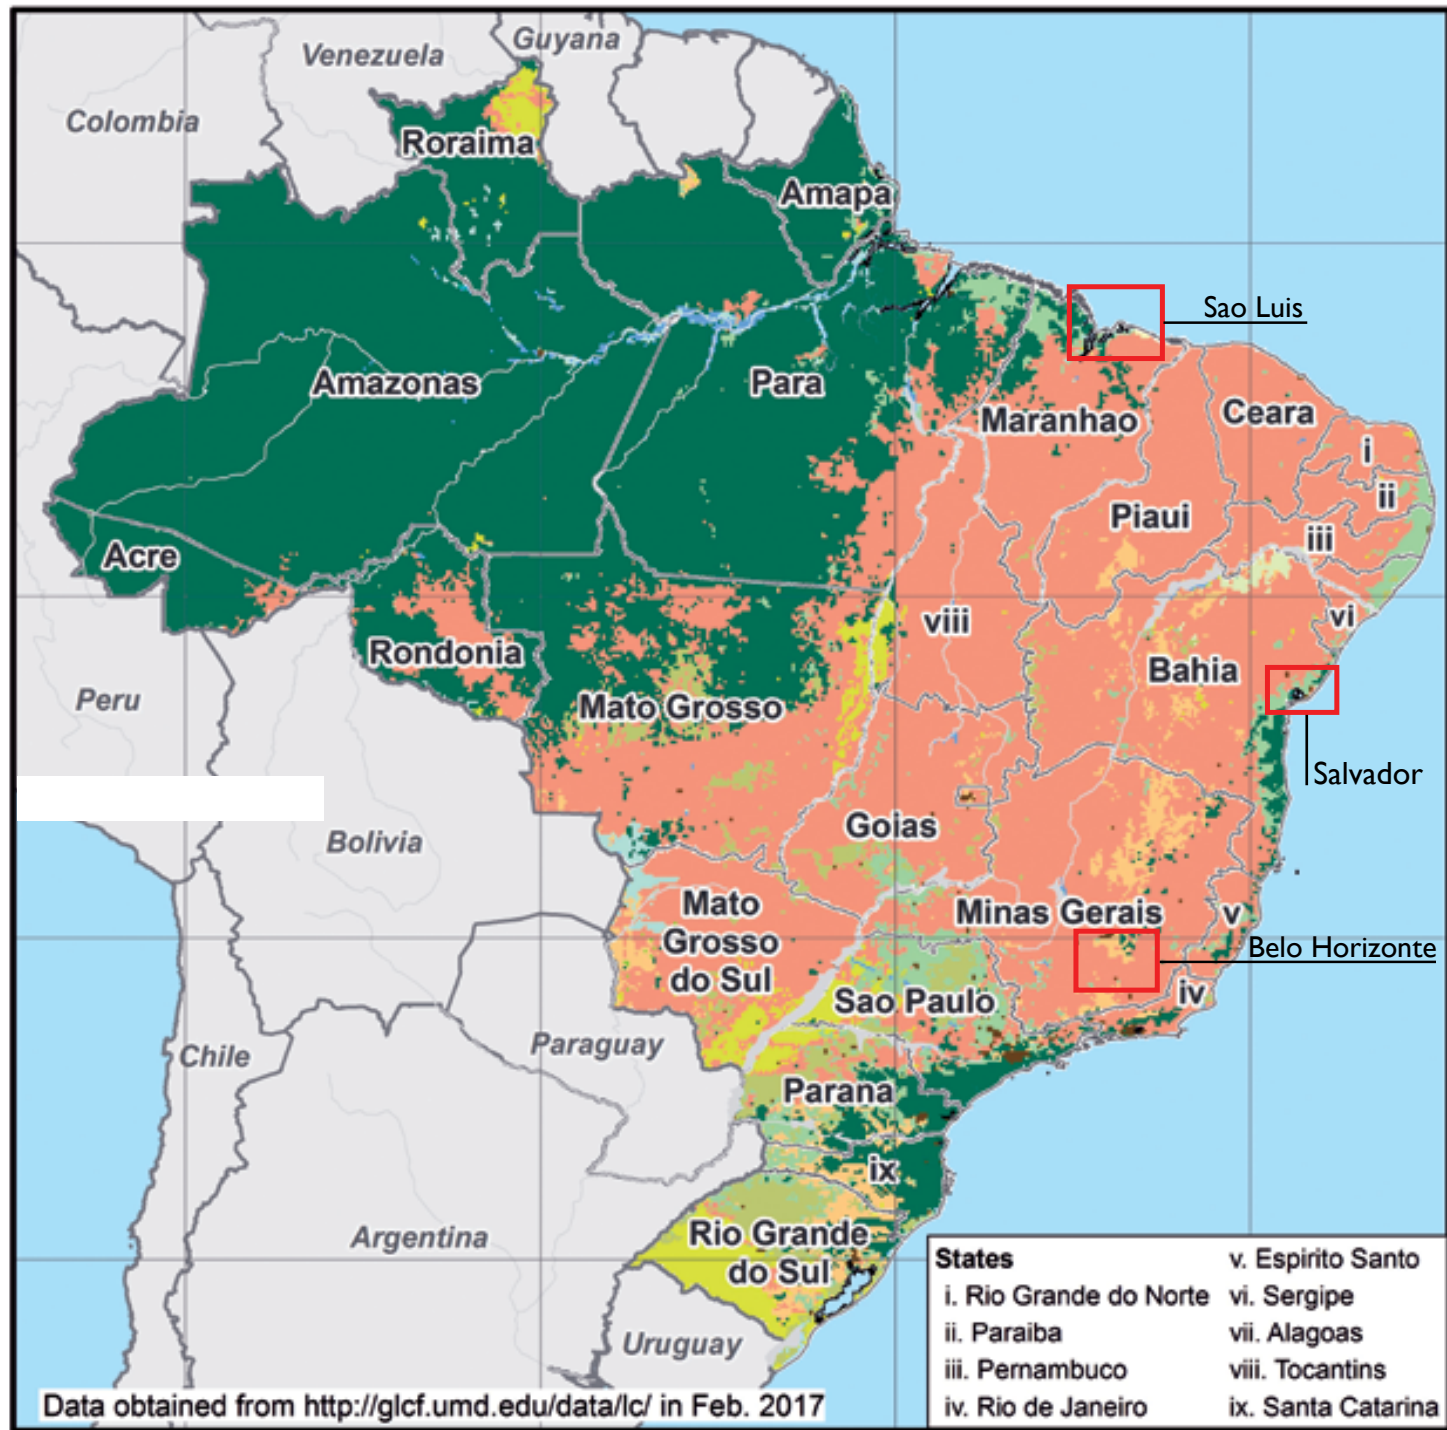 Guyana
Venezuela
Colombia
Roraima
Amapa
Sao Luis
Amazonas
Para
Maranhao
Ceara
i
ii
Piaui
iii
Acre
viii
vi
Rondonia
Bahia
Peru
Mato Grosso
Salvador
Goias
Bolivia
Mato
Grosso
do Sul
Minas Gerais
v
Belo Horizonte
Sao Paulo
iv
Chile
Paraguay
Parana
ix
Argentina
Rio Grande
do Sul
Uruguay
States
i. Rio Grande do Norte
ii. Paraiba
iii. Pernambuco
iv. Rio de Janeiro
v. Espirito Santo
vi. Sergipe
vii. Alagoas
viii. Tocantins
ix. Santa Catarina
Data obtained from http://glcf.umd.edu/data/lc/ in Feb. 2017